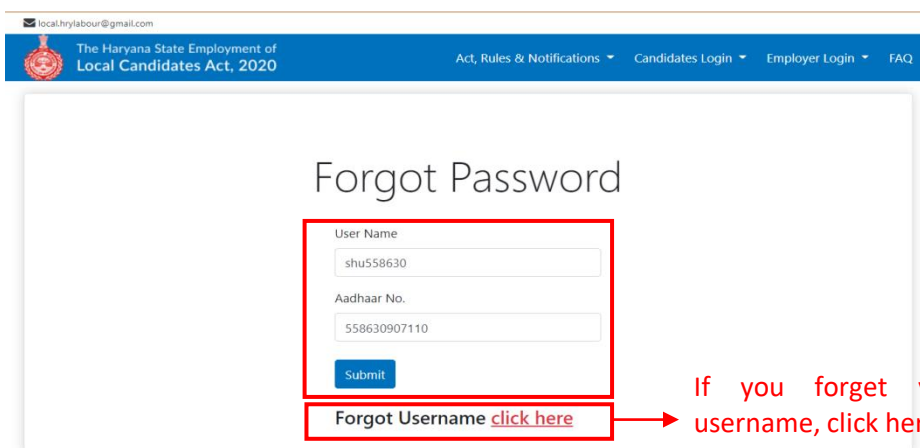 local.hrylabour@gmail.com
The Haryana State Employment of
Local Candidates Act, 2020
Act, Rules & Notifications
Candidates Login
Employer Login
FAQ
Forgot Password
User Name
shu558630
Aadhaar No.
558630907110
Submit
Forgot Username click here
If you forget
username, click her